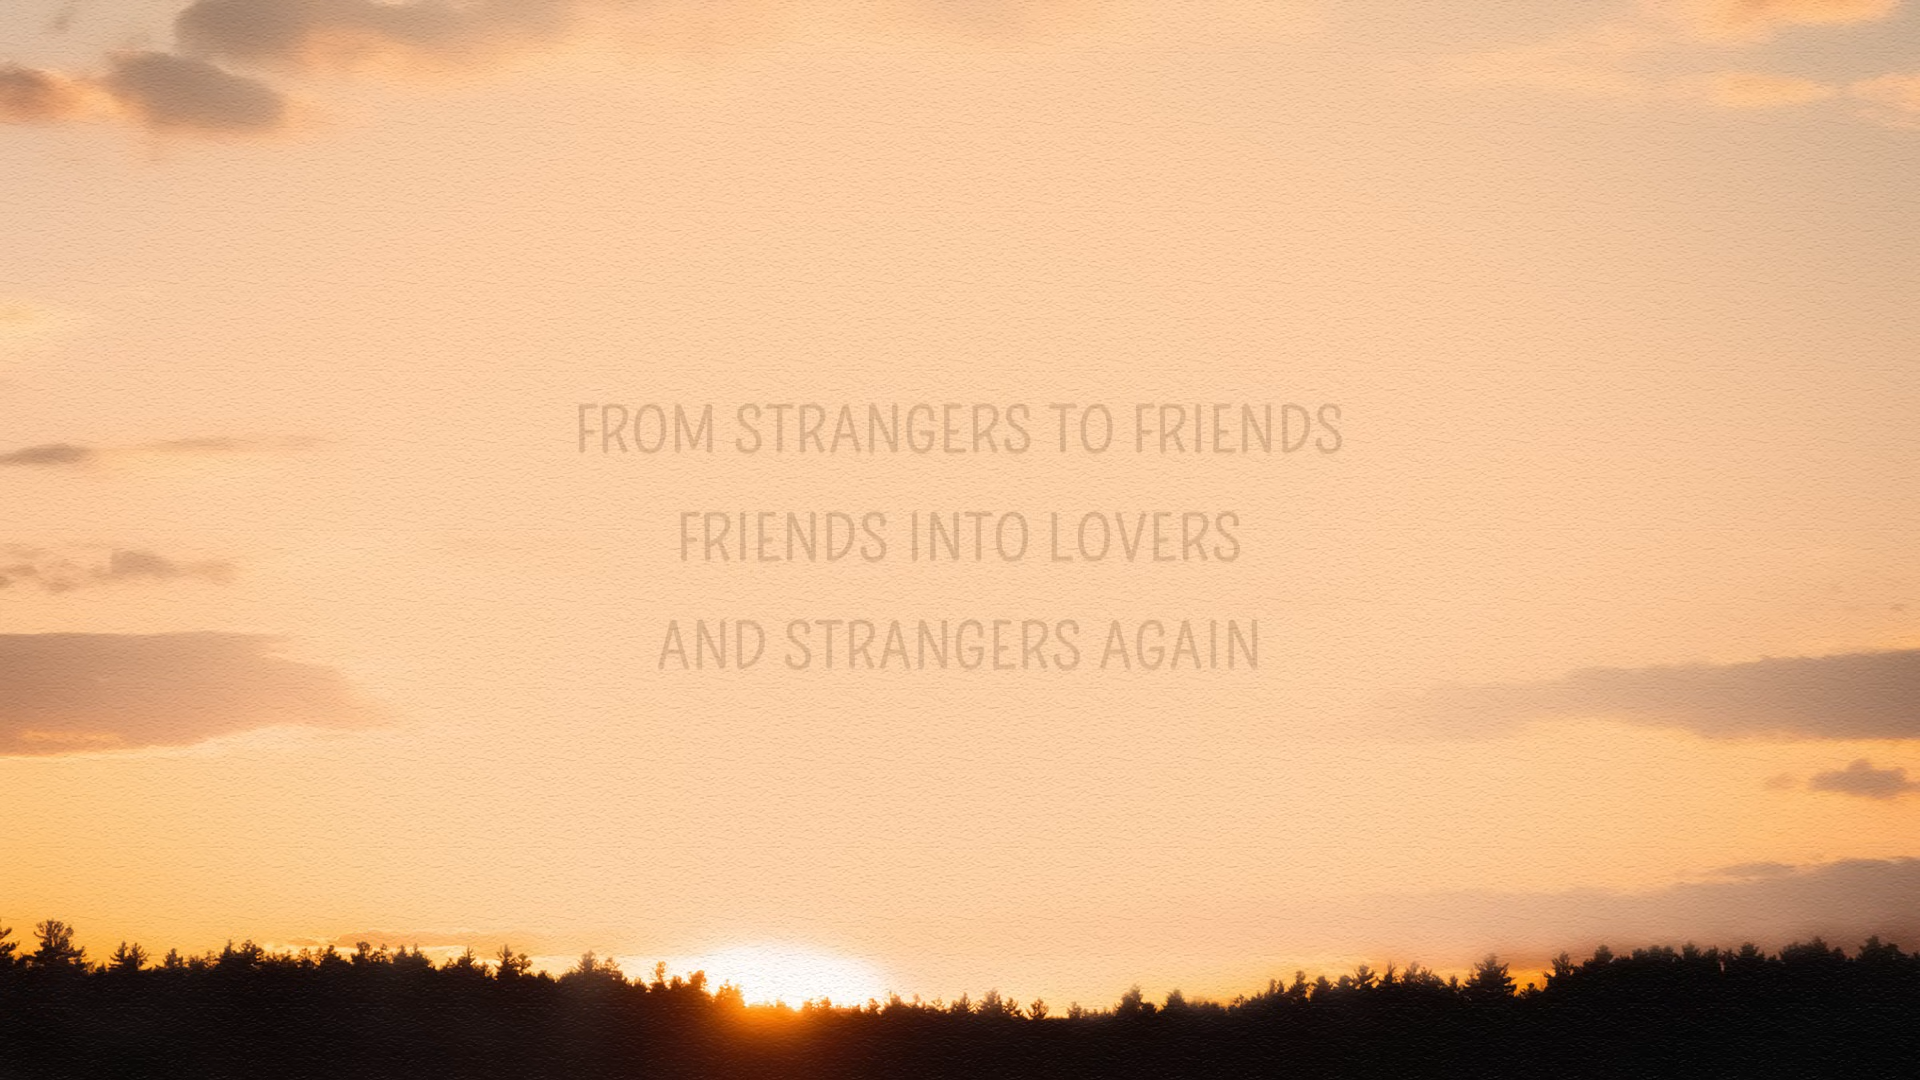 FROM STRANGERS TO FRIENDS
FRIENDS INTO LOVERS
AND STRANGERS AGAIN